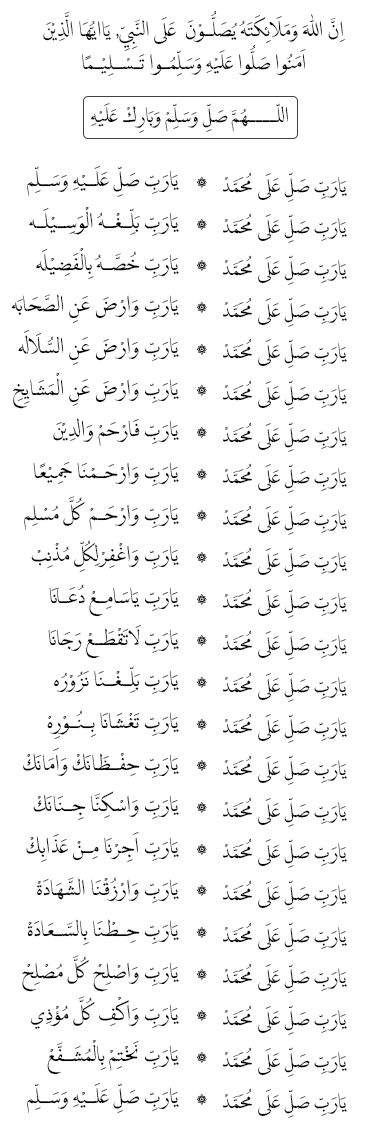 اِنَّ اللهَ وَمَلَائِكَتَهُ يُصَلُّوْنَ عَلَى النَّبِيِّ، يَااَيُّهَا الَّذِيْنَ
اٰمَنُوا صَلُّوا عَلَيْهِ وَسَلِّمُوا تَسْلِيْمًا
اللّٰهُمَّ صَلِّ وَسَلِّمْ وَبَارِكْ عَلَيْهِ
يَارَبِّ صَلِّ عَلَى مُحَمَّدْ ۞ يَارَبِّ صَلِّ عَلَيْهِ وَسَلِّم
يَارَبِّ صَلِّ عَلَى مُحَمَّدْ ۞ يَارَبِّ بَلِّغْهُ الْوَسِيْلَه
يَارَبِّ صَلِّ عَلَى مُحَمَّدْ ۞ يَارَبِّ خُصَّهُ بِالْفَضِيْلَه
يَارَبِّ صَلِّ عَلَى مُحَمَّدْ ۞ يَارَبِّ وَارْضَ عَنِ الصَّحَابَه
يَارَبِّ صَلِّ عَلَى مُحَمَّدْ ۞ يَارَبِّ وَارْضَ عَنِ السُّلَالَه
يَارَبِّ صَلِّ عَلَى مُحَمَّدْ ۞ يَارَبِّ وَارْضَ عَنِ الْمَشَايِخِ
يَارَبِّ صَلِّ عَلَى مُحَمَّدْ ۞ يَارَبِّ فَارْحَمْ وَالِدِيْنَ
يَارَبِّ صَلِّ عَلَى مُحَمَّدْ ۞ يَارَبِّ وَارْحَمْنَا جَمِيْعًا
يَارَبِّ صَلِّ عَلَى مُحَمَّدْ ۞ يَارَبِّ وَارْحَمْ كُلَّ مُسْلِم
يَارَبِّ صَلِّ عَلَى مُحَمَّدْ ۞ يَارَبِّ وَاغْفِرْلِكُلِّ مُذْنِبْ
يَارَبِّ صَلِّ عَلَى مُحَمَّدْ ۞ يَارَبِّ يَاسَامِعْ دُعَانَا
يَارَبِّ صَلِّ عَلَى مُحَمَّدْ ۞ يَارَبِّ لَاتَقْطَعْ رَجَانَا
يَارَبِّ صَلِّ عَلَى مُحَمَّدْ ۞ يَارَبِّ بَلِّغْنَا نَزُوْرُه
يَارَبِّ صَلِّ عَلَى مُحَمَّدْ ۞ يَارَبِّ تَغْشَانَا بِنُوْرِهْ
يَارَبِّ صَلِّ عَلَى مُحَمَّدْ ۞ يَارَبِّ حِفْظَانَكْ وَاَمَانَكْ
يَارَبِّ صَلِّ عَلَى مُحَمَّدْ ۞ يَارَبِّ وَاسْكِنَّا جِنَانَكْ
يَارَبِّ صَلِّ عَلَى مُحَمَّدْ ۞ يَارَبِّ اَجِرْنَا مِنْ عَذَابِكْ
يَارَبِّ صَلِّ عَلَى مُحَمَّدْ ۞ يَارَبِّ وَارْزُقْنَا الشَّهَادَةْ
يَارَبِّ صَلِّ عَلَى مُحَمَّدْ ۞ يَارَبِّ حِطْنَا بِالسَّعَادَةْ
يَارَبِّ صَلِّ عَلَى مُحَمَّدْ ۞ يَارَبِّ وَاصْلِحْ كُلَّ مُصْلِحْ
يَارَبِّ صَلِّ عَلَى مُحَمَّدْ ۞ يَارَبِّ وَاكْفِ كُلَّ مُؤْذِي
يَارَبِّ صَلِّ عَلَى مُحَمَّدْ ۞ يَارَبِّ نَخْتِمْ بِالْمُشَفَّعْ
يَارَبِّ صَلِّ عَلَى مُحَمَّدْ ۞ يَارَبِّ صَلِّ عَلَيْهِ وَسَلِّم